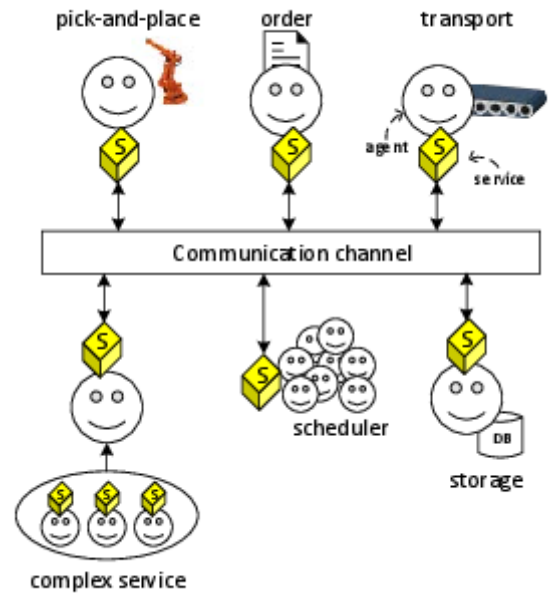 pick-and-place
order
transport
agent
S
S
S
service
Communication channel
S
S
S
scheduler
DB
storage
S
S
S
complex service